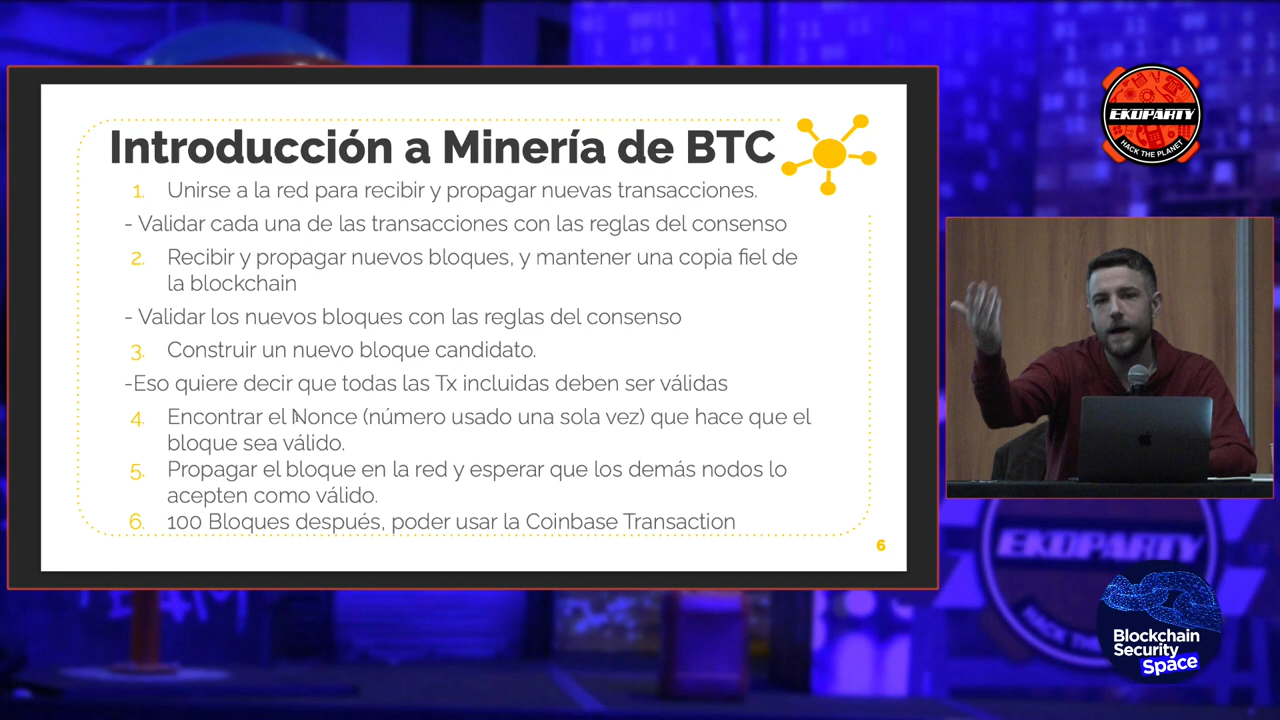 Introducción a Minería de BTC
1. Unirse a la red para recibir y propagar nuevas transacciones.
- Validar cada una de las transacciones con las reglas del consenso
2. Recibir y propagar nuevos bloques, y mantener una copia fiel de
la blockchain
- Validar los nuevos bloques con las reglas del consenso
3. Construir un nuevo bloque candidato.
-Eso quiere decir que todas las Tx incluidas deben ser válidas
4. Encontrar el Nonce (número usado una sola vez) que hace que el
bloque sea válido.
5. Propagar el bloque en la red y esperar que los demás nodos lo
acepten como válido.
6. 100 Bloques después, poder usar la Coinbase Transaction
6
EKOPARTY
HACK THE PLANET
EKOPARTY
HACK THE
Blockchain
Security
Space